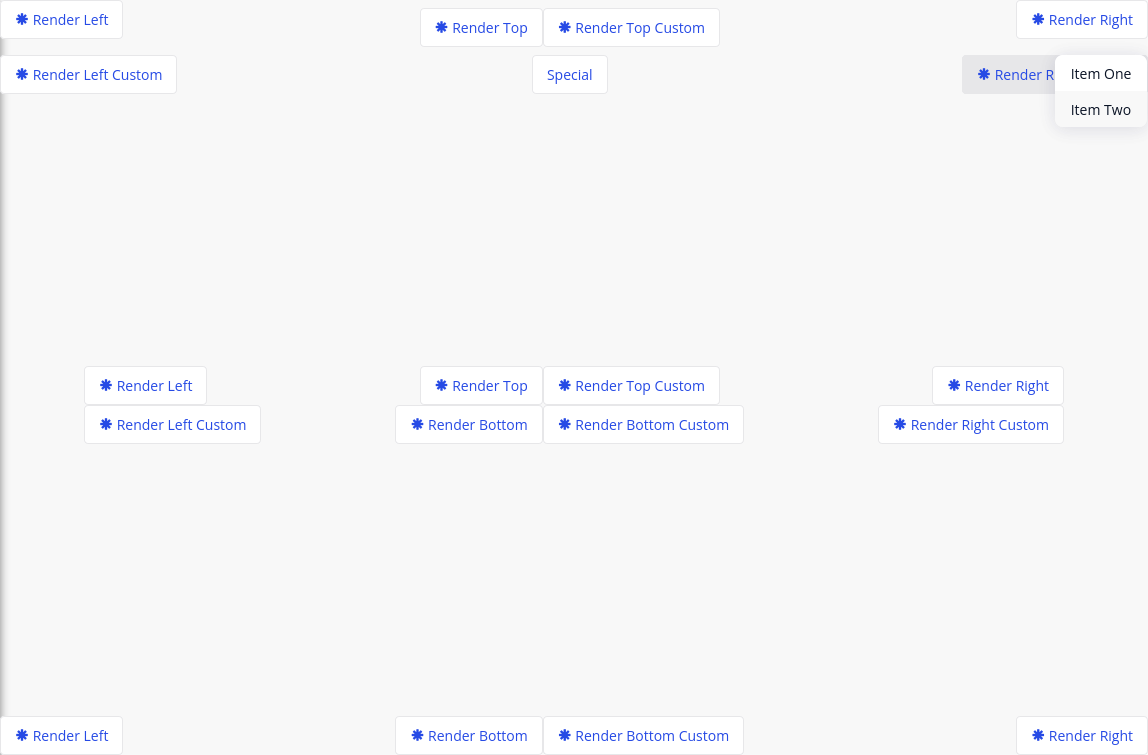 Render Left
Render Top
Render Top Custom
Render Right
Render Left Custom
Special
Render R
Item One
Item Two
Render Left
Render Top
Render Top Custom
Render Right
Render Left Custom
Render Bottom
Render Bottom Custom
Render Right Custom
Render Left
Render Bottom
Render Bottom Custom
Render Right